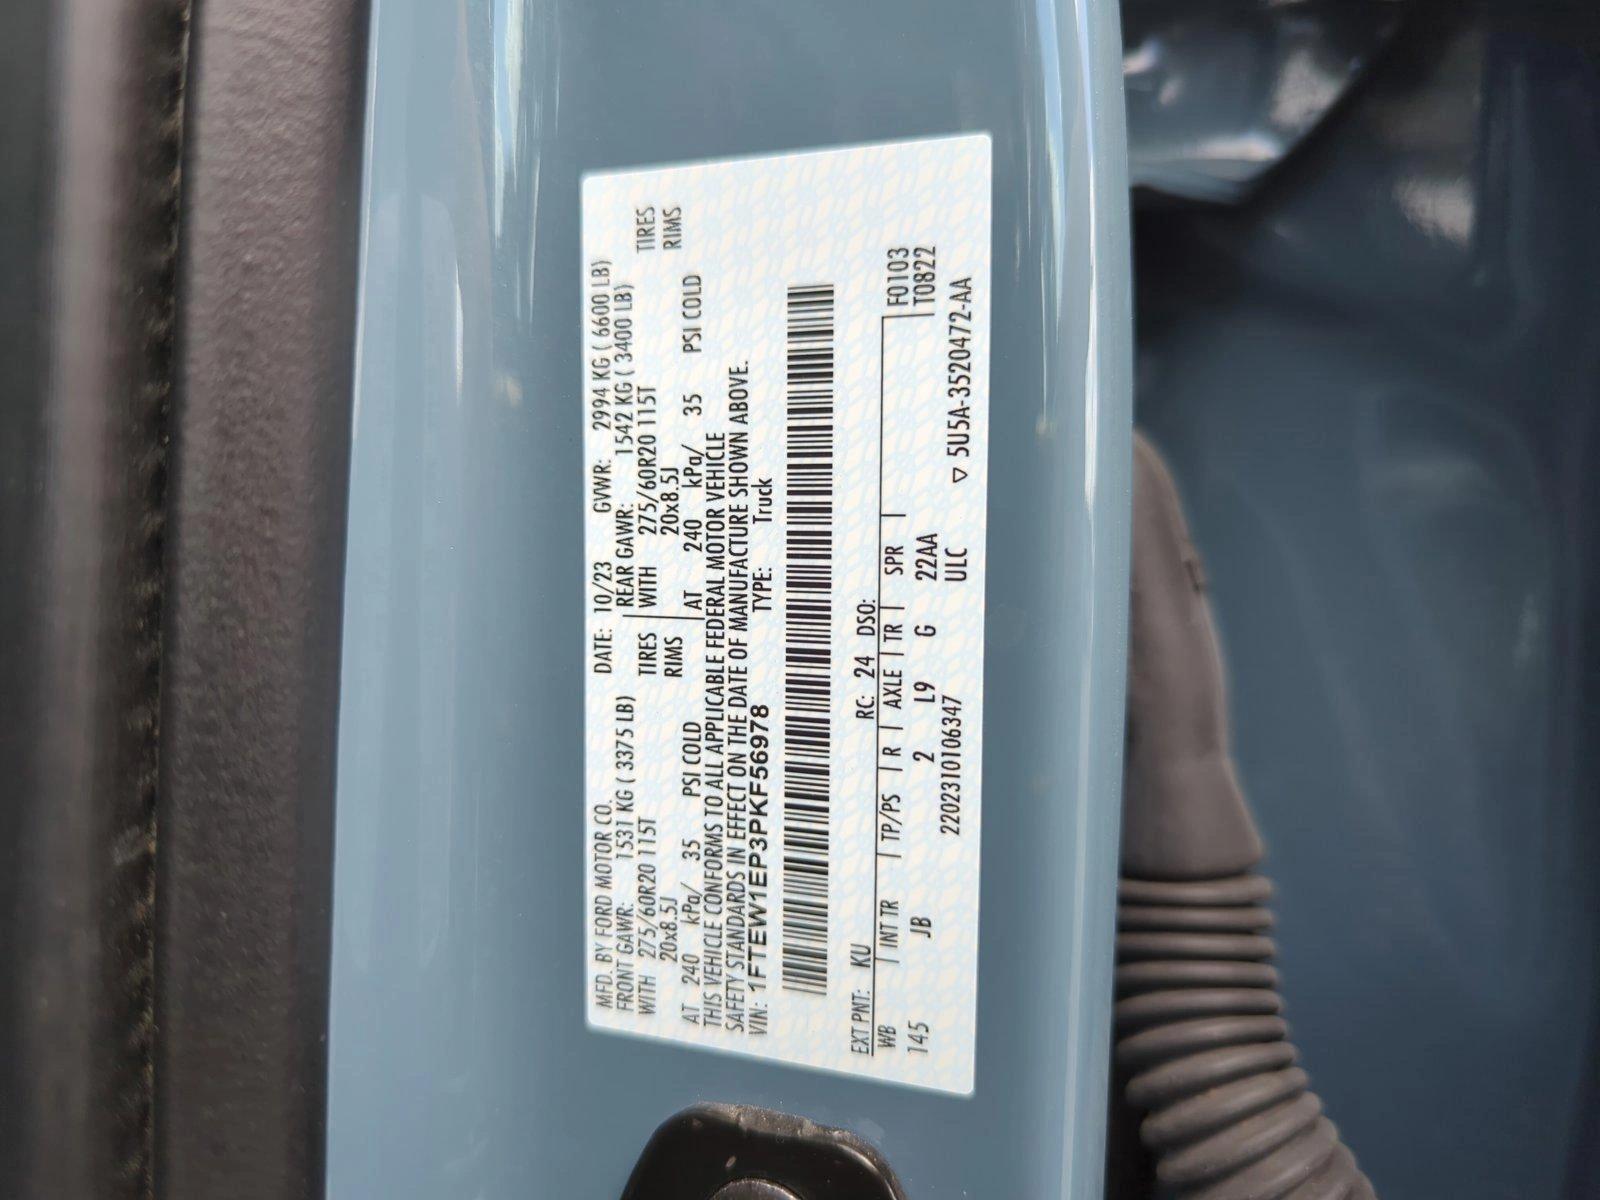 MFD. BY FORD MOTOR CO. DATE: 10/23 GVWR: 2994 KG ( 6600 LB)
FRONT GAWR: 1531 KG ( 3375 LB) REAR GAWR: 1542 KG ( 3400 LB)
WITH 275/60R20 115T TIRES WITH 275/60R20 115T TIRES
20x8.5J RIMS 20x8.5J RIMS
AT 240 kPa/ 35 PSI COLD AT 240 kPa/ 35 PSI COLD
THIS VEHICLE CONFORMS TO ALL APPLICABLE FEDERAL MOTOR VEHICLE
SAFETY STANDARDS IN EFFECT ON THE DATE OF MANUFACTURE SHOWN ABOVE.
VIN: 1FTEW1EP3PKF56978 TYPE: Truck
EXT PNT: KU RC: 24 DSO:
WB INT TR TP/PS R AXLE TR SPR F0103
145 JB 2 L9 G 22AA T0822
2202310106347 ULC ▽ 5U5A-3520472-AA